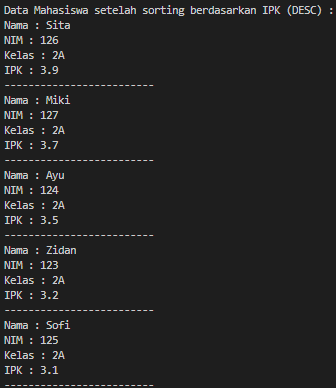 Data Mahasiswa setelah sorting berdasarkan IPK (DESC) :
Nama : Sita
NIM : 126
Kelas : 2A
IPK : 3.9
-------------------------
Nama : Miki
NIM : 127
Kelas : 2A
IPK : 3.7
-------------------------
Nama : Ayu
NIM : 124
Kelas : 2A
IPK : 3.5
-------------------------
Nama : Zidan
NIM : 123
Kelas : 2A
IPK : 3.2
-------------------------
Nama : Sofi
NIM : 125
Kelas : 2A
IPK : 3.1
-------------------------